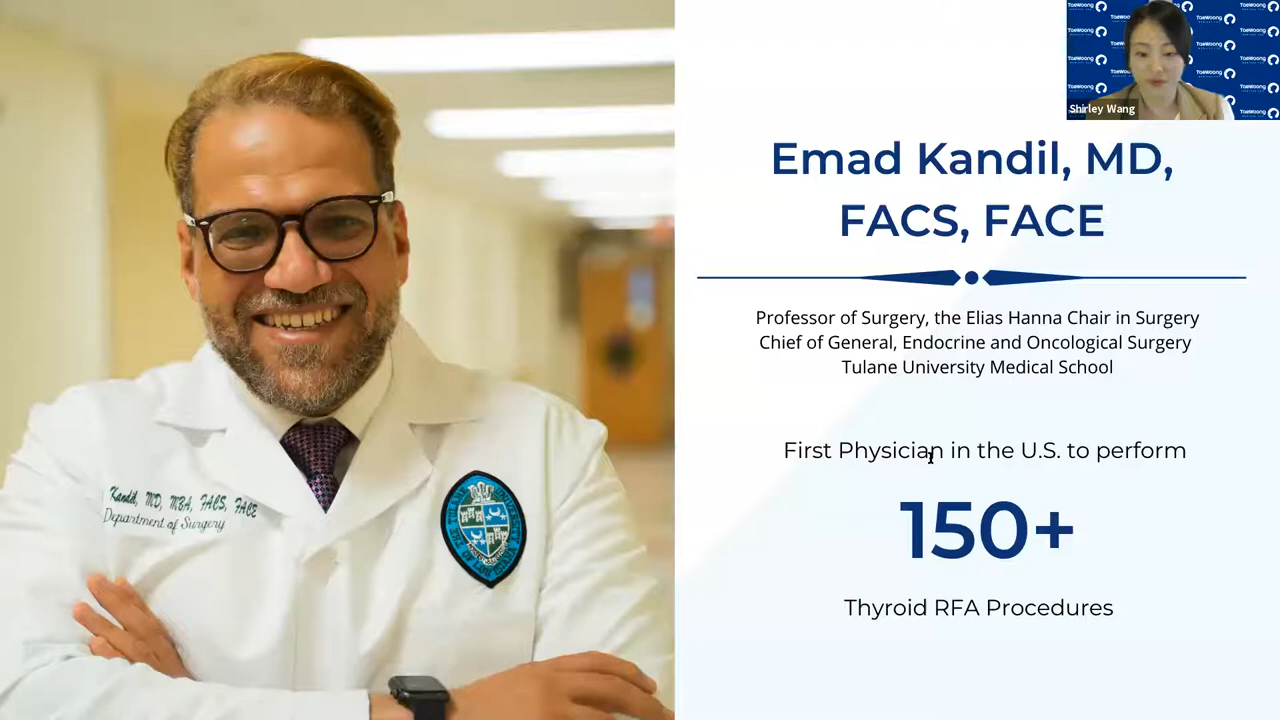 TaeWoong
Shirley Wang
Emad Kandil, MD,
FACS, FACE
Professor of Surgery, the Elias Hanna Chair in Surgery
Chief of General, Endocrine and Oncological Surgery
Tulane University Medical School
First Physician in the U.S. to perform
150+
Thyroid RFA Procedures
Kandil, MD, MBA, FACS, FACE
Department of Surgery